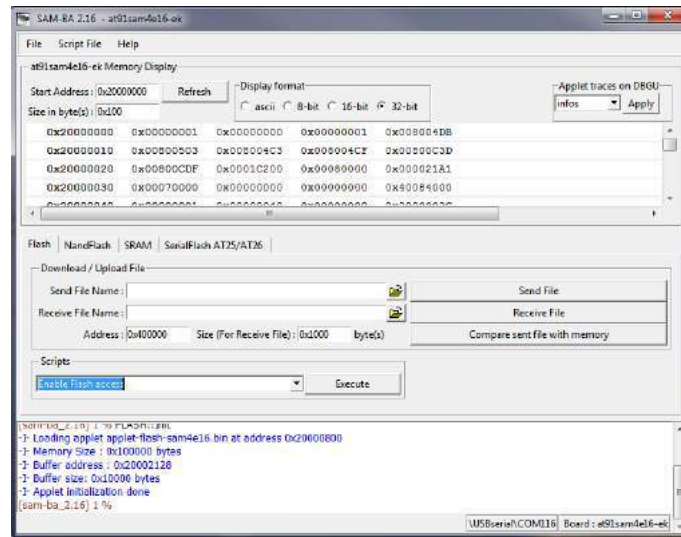 SAM-BA 2.16 - at91sam4e16-ek
File Script File Help
at91sam4e16-ek Memory Display
Start Address : 0x20000000 Refresh Display format Applet traces on DBGU
ascii 8-bit 16-bit 32-bit infos Apply
Size in byte(s) : 0x100
0x20000000 0x00000001 0x00000000 0x00000001 0x008004DB
0x20000010 0x00800503 0x008004C3 0x008004CF 0x00800C3D
0x20000020 0x00800CDF 0x0001C200 0x00080000 0x000021A1
0x20000030 0x00070000 0x00000000 0x00000000 0x40084000
Flash NandFlash SRAM SerialFlash AT25/AT26
Download / Upload File
Send File Name : Send File
Receive File Name : Receive File
Address : 0x400000 Size (For Receive File) : 0x1000 byte(s) Compare sent file with memory
Scripts
Enable Flash access Execute
(sam-ba_2.16) 1 % FLASH::Init
-I- Loading applet applet-flash-sam4e16.bin at address 0x20000800
-I- Memory Size : 0x100000 bytes
-I- Buffer address : 0x20002128
-I- Buffer size: 0x10000 bytes
-I- Applet initialization done
(sam-ba_2.16) 1 %
\USBserial\COM116 Board : at91sam4e16-ek